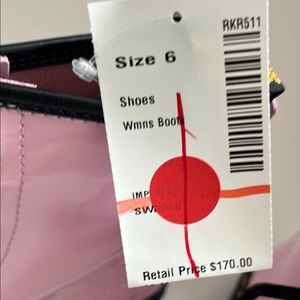 RKR511
Size 6
Shoes
Wmns Boots
Retail Price $170.00